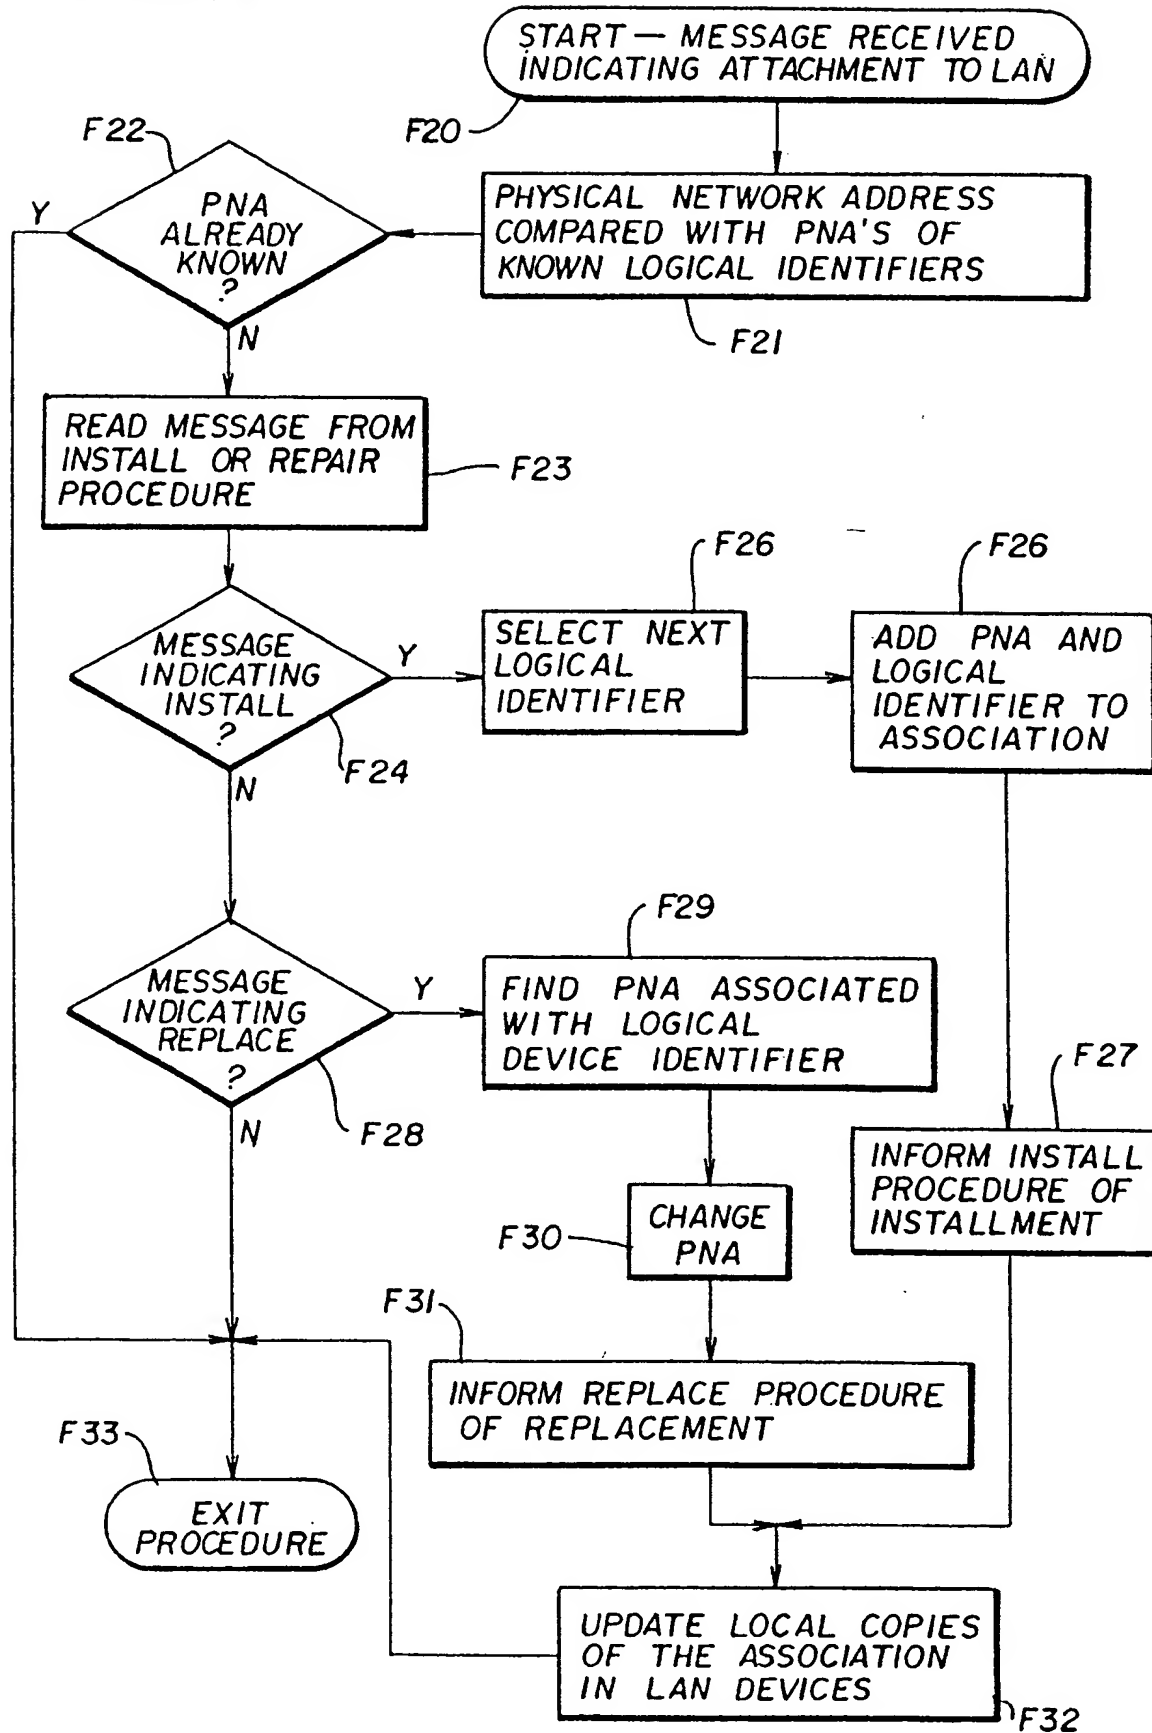 START — MESSAGE RECEIVED
INDICATING ATTACHMENT TO LAN
F20
F22
PHYSICAL NETWORK ADDRESS
COMPARED WITH PNA'S OF
KNOWN LOGICAL IDENTIFIERS
F21
Y
PNA
ALREADY
KNOWN
?
N
READ MESSAGE FROM
INSTALL OR REPAIR
PROCEDURE
F23
MESSAGE
INDICATING
INSTALL
?
Y
F24
N
F26
SELECT NEXT
LOGICAL
IDENTIFIER
F26
ADD PNA AND
LOGICAL
IDENTIFIER TO
ASSOCIATION
MESSAGE
INDICATING
REPLACE
?
Y
F28
N
F29
FIND PNA ASSOCIATED
WITH LOGICAL
DEVICE IDENTIFIER
F27
INFORM INSTALL
PROCEDURE OF
INSTALLMENT
F30
CHANGE
PNA
F31
INFORM REPLACE PROCEDURE
OF REPLACEMENT
F33
EXIT
PROCEDURE
UPDATE LOCAL COPIES
OF THE ASSOCIATION
IN LAN DEVICES
F32